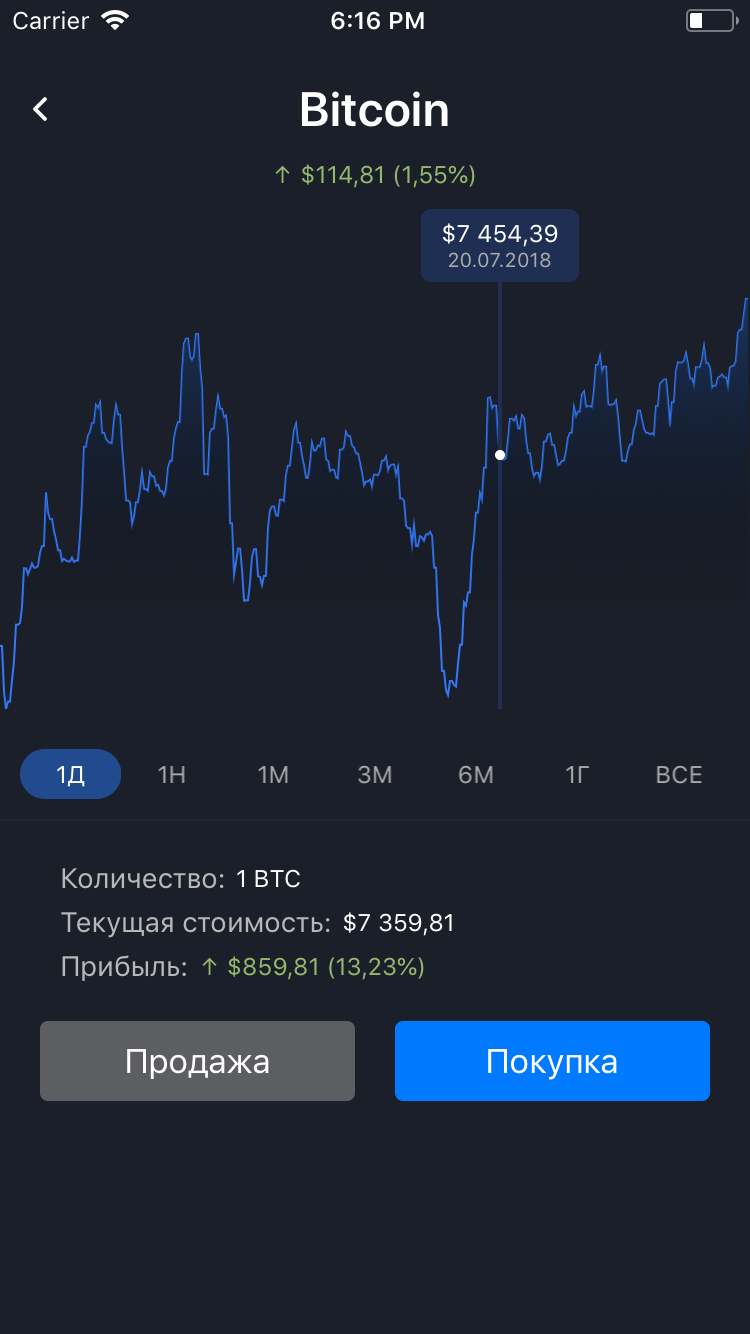 Carrier 6:16 PM
Bitcoin
↑ $114,81 (1,55%)
$7 454,39
20.07.2018
1Д 1Н 1М 3М 6М 1Г ВСЕ
Количество: 1 BTC
Текущая стоимость: $7 359,81
Прибыль: ↑ $859,81 (13,23%)
Продажа Покупка